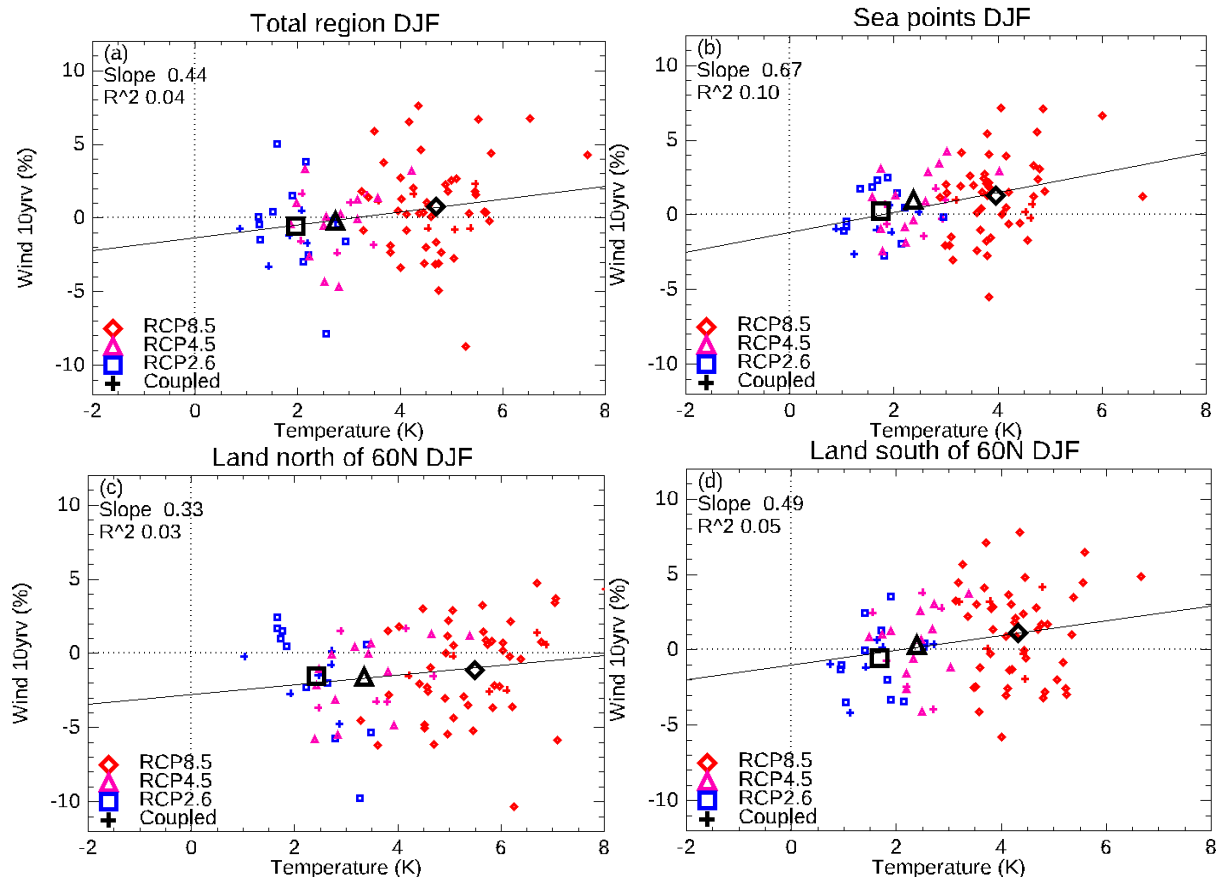 Total region DJF
(a)
Slope 0.44
R^2 0.04
Wind 10yrv (%)
10
5
0
-5
-10
RCP8.5
RCP4.5
RCP2.6
Coupled
-2 0 2 4 6 8
Temperature (K)
Sea points DJF
(b)
Slope 0.67
R^2 0.10
Wind 10yrv (%)
10
5
0
-5
-10
RCP8.5
RCP4.5
RCP2.6
Coupled
-2 0 2 4 6 8
Temperature (K)
Land north of 60N DJF
(c)
Slope 0.33
R^2 0.03
Wind 10yrv (%)
10
5
0
-5
-10
RCP8.5
RCP4.5
RCP2.6
Coupled
-2 0 2 4 6 8
Temperature (K)
Land south of 60N DJF
(d)
Slope 0.49
R^2 0.05
Wind 10yrv (%)
10
5
0
-5
-10
RCP8.5
RCP4.5
RCP2.6
Coupled
-2 0 2 4 6 8
Temperature (K)